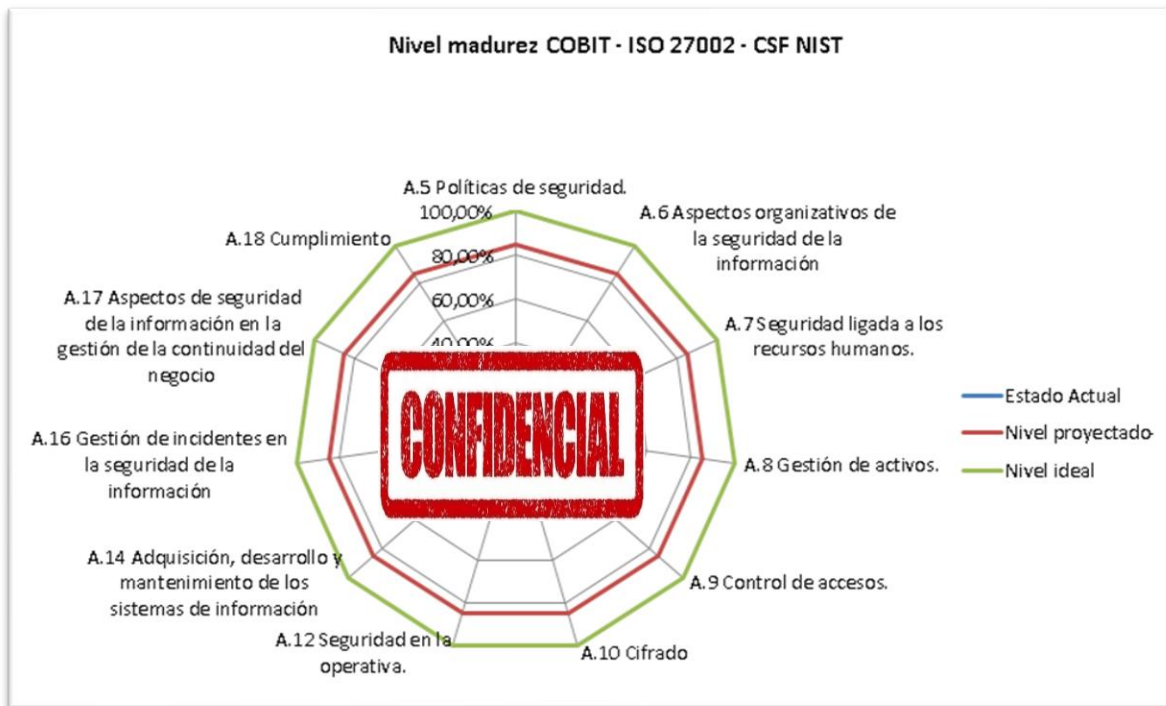 Nivel madurez COBIT - ISO 27002 - CSF NIST
A.5 Políticas de seguridad.
100,00%
80,00%
60,00%
40,00%
A.6 Aspectos organizativos de
la seguridad de la
información
A.7 Seguridad ligada a los
recursos humanos.
A.8 Gestión de activos.
A.9 Control de accesos.
A.10 Cifrado
A.12 Seguridad en la
operativa.
A.14 Adquisición, desarrollo y
mantenimiento de los
sistemas de información
A.16 Gestión de incidentes en
la seguridad de la
información
A.17 Aspectos de seguridad
de la información en la
gestión de la continuidad del
negocio
A.18 Cumplimiento
CONFIDENCIAL
Estado Actual
Nivel proyectado
Nivel ideal